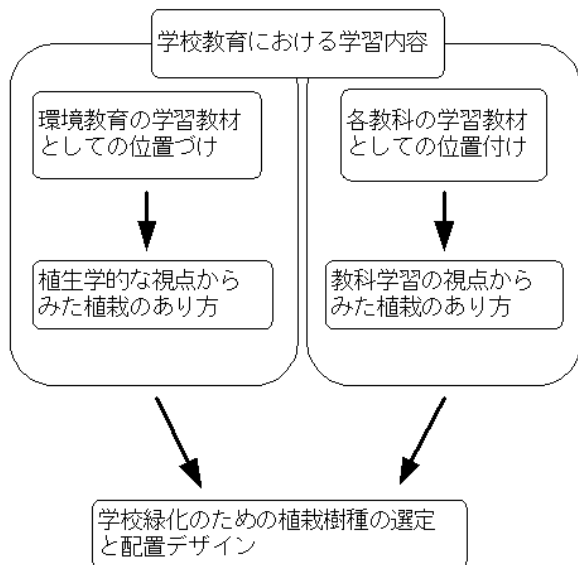 学校教育における学習内容
環境教育の学習教材
としての位置づけ
各教科の学習教材
としての位置付け
植生学的な視点から
みた植栽のあり方
教科学習の視点から
みた植栽のあり方
学校緑化のための植栽樹種の選定
と配置デザイン